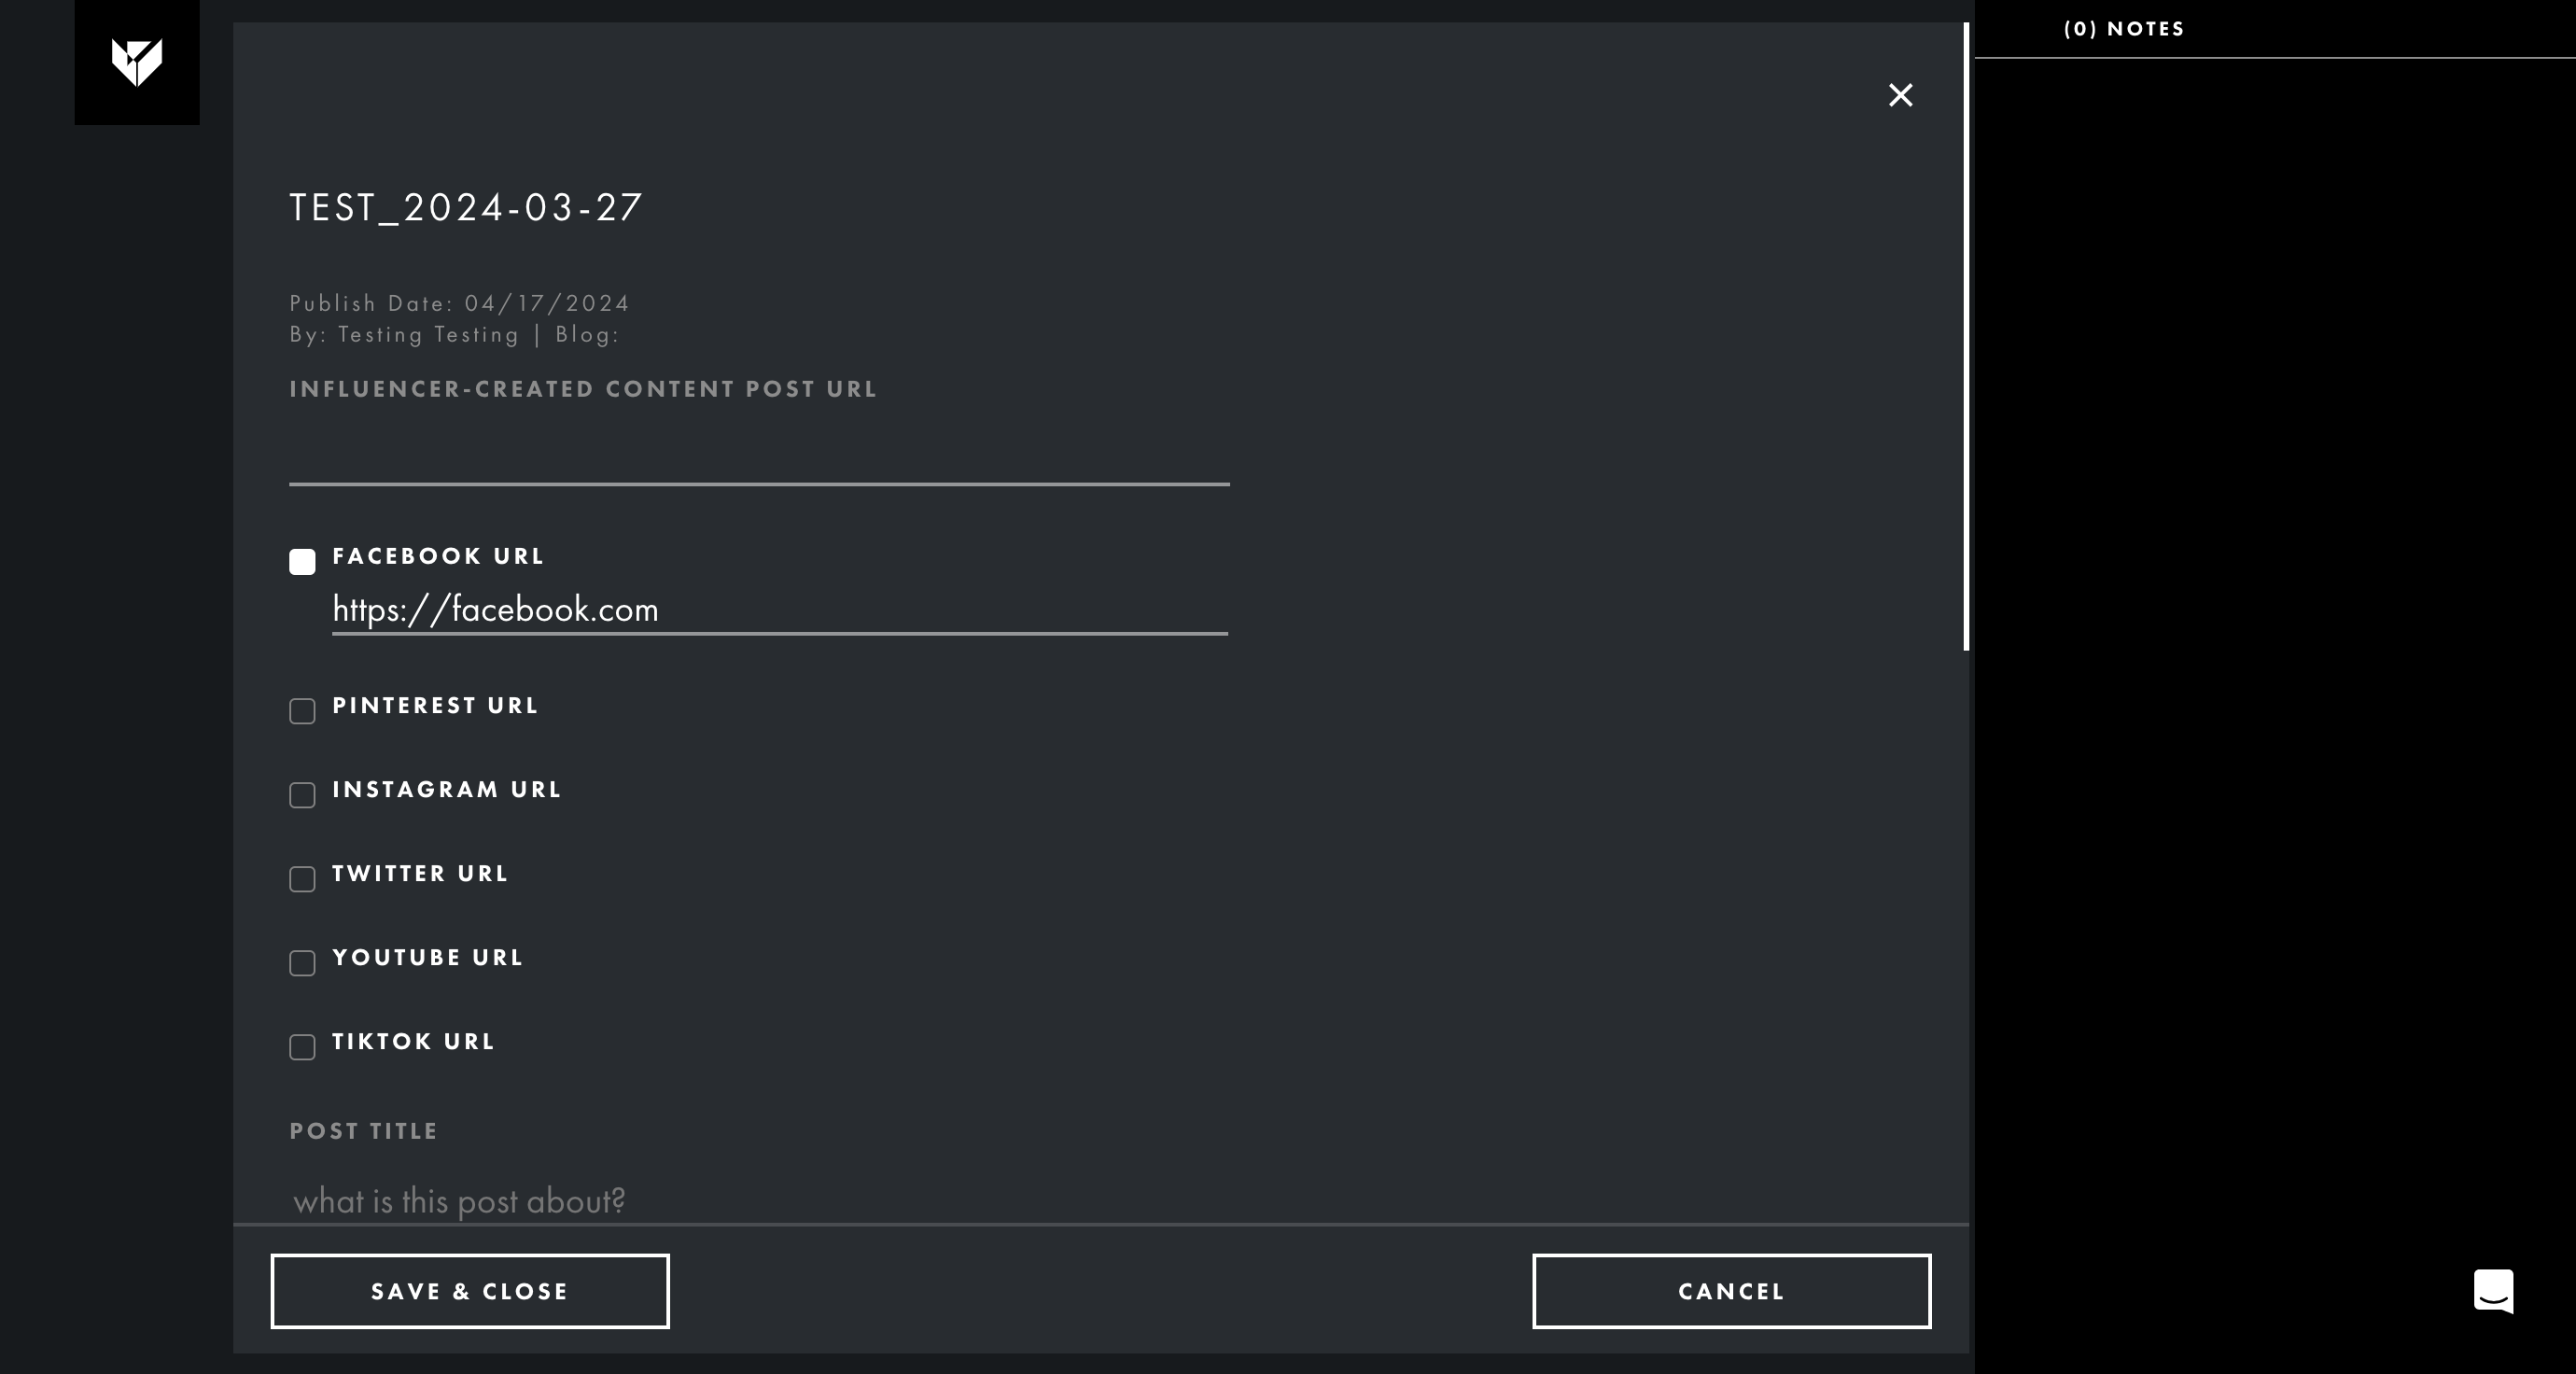 (0) NOTES
TEST_2024-03-27
Publish Date: 04/17/2024
By: Testing Testing | Blog:
INFLUENCER-CREATED CONTENT POST URL
FACEBOOK URL
https://facebook.com
PINTEREST URL
INSTAGRAM URL
TWITTER URL
YOUTUBE URL
TIKTOK URL
POST TITLE
what is this post about?
SAVE & CLOSE
CANCEL